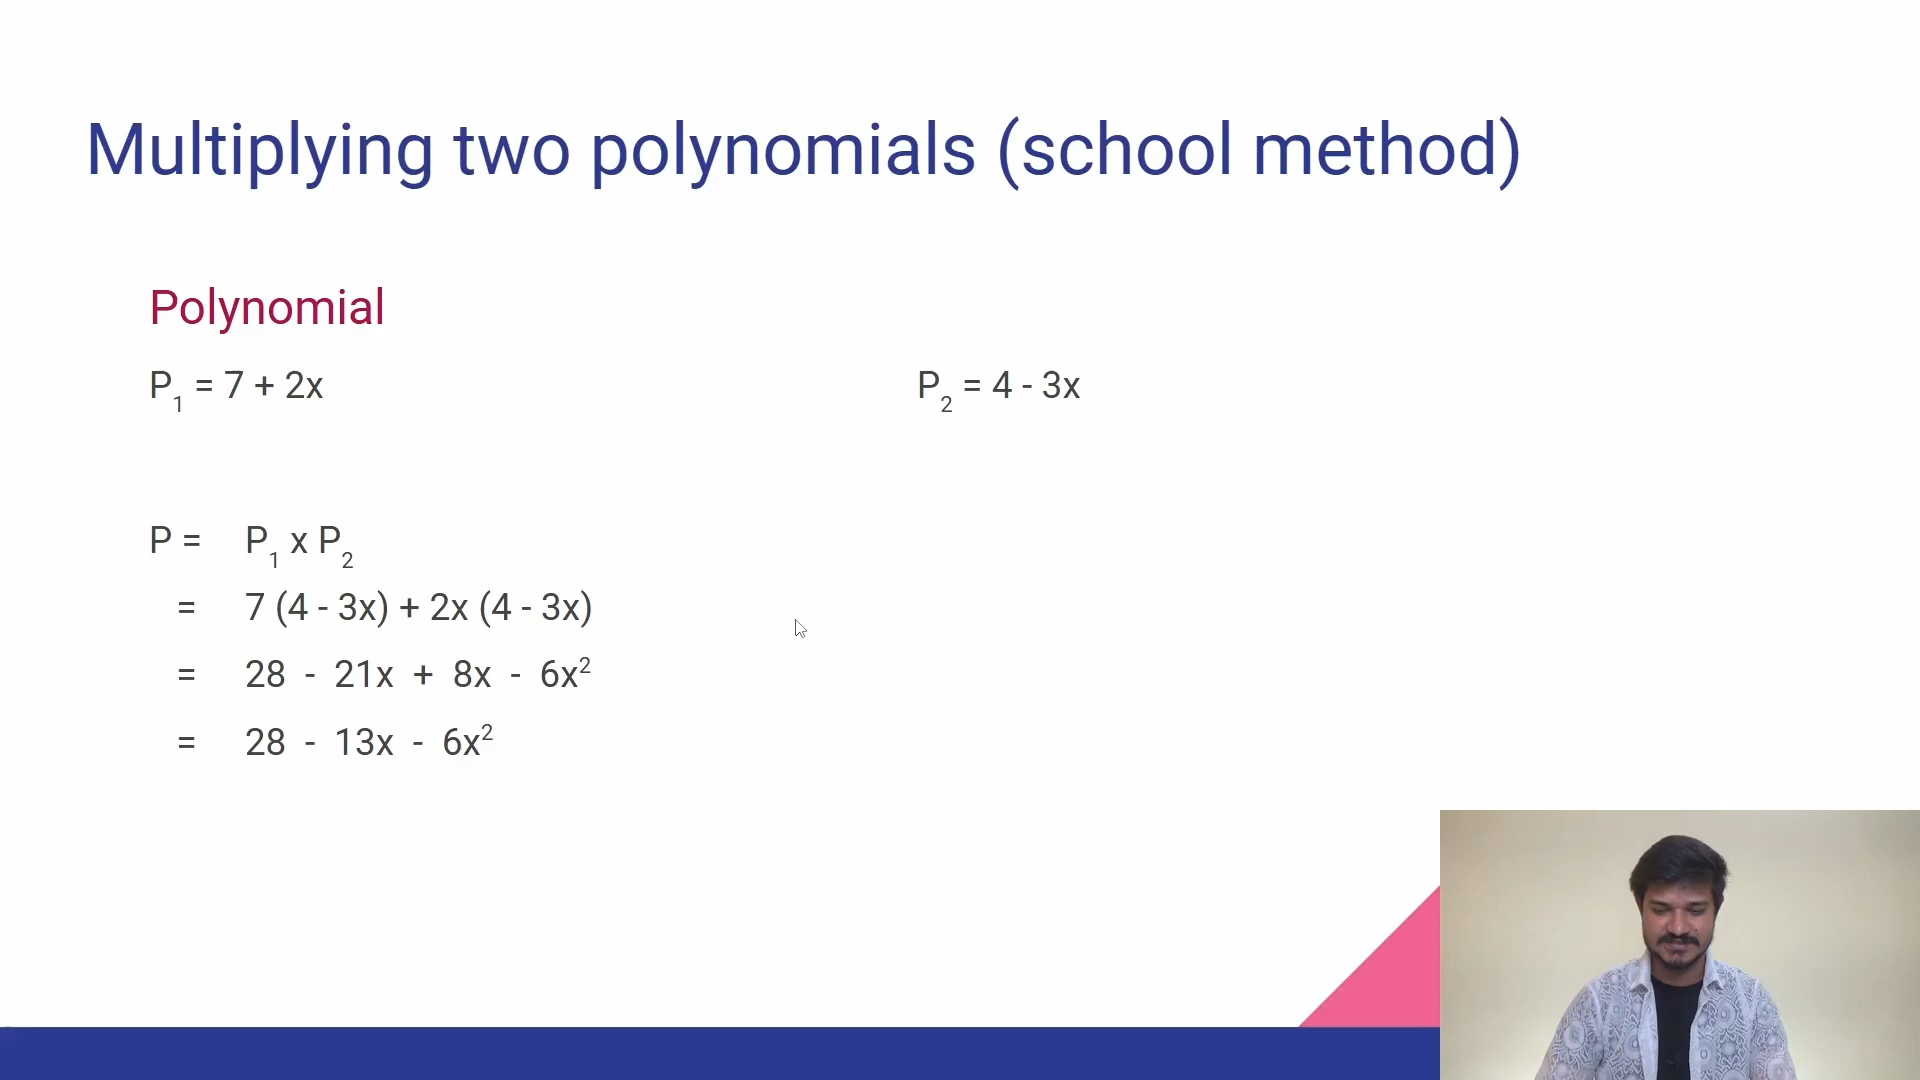 Multiplying two polynomials (school method)
Polynomial
P₁ = 7 + 2x
P₂ = 4 - 3x
P = P₁ x P₂
= 7 (4 - 3x) + 2x (4 - 3x)
= 28 - 21x + 8x - 6x²
= 28 - 13x - 6x²